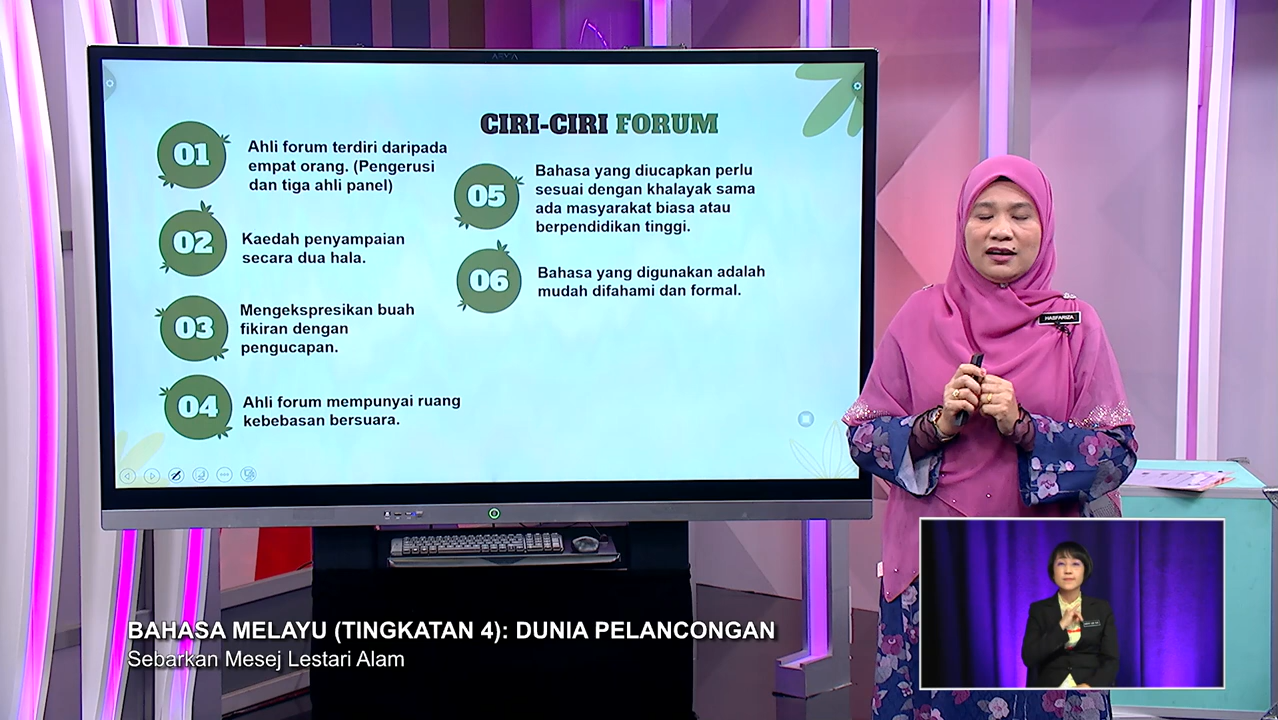 CIRI-CIRI FORUM
01
Ahli forum terdiri daripada
empat orang. (Pengerusi
dan tiga ahli panel)
02
Kaedah penyampaian
secara dua hala.
03
Mengekspresikan buah
fikiran dengan
pengucapan.
04
Ahli forum mempunyai ruang
kebebasan bersuara.
05
Bahasa yang diucapkan perlu
sesuai dengan khalayak sama
ada masyarakat biasa atau
berpendidikan tinggi.
06
Bahasa yang digunakan adalah
mudah difahami dan formal.
HASFARIZA
BAHASA MELAYU (TINGKATAN 4): DUNIA PELANCONGAN
Sebarkan Mesej Lestari Alam